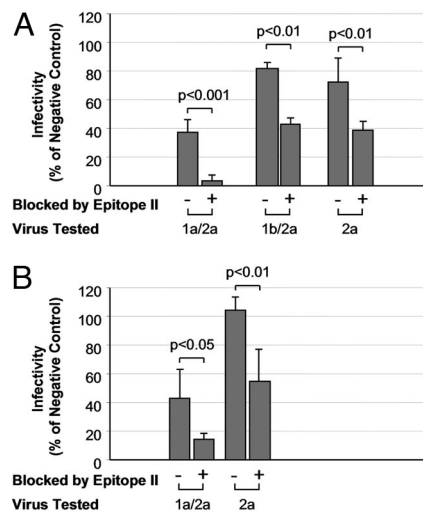 A
Infectivity
(% of Negative Control)
120
100
80
60
40
20
0
p<0.001
p<0.01
p<0.01
Blocked by Epitope II
- + - + - +
Virus Tested
1a/2a 1b/2a 2a
B
Infectivity
(% of Negative Control)
120
100
80
60
40
20
0
p<0.05
p<0.01
Blocked by Epitope II
- + - +
Virus Tested
1a/2a 2a